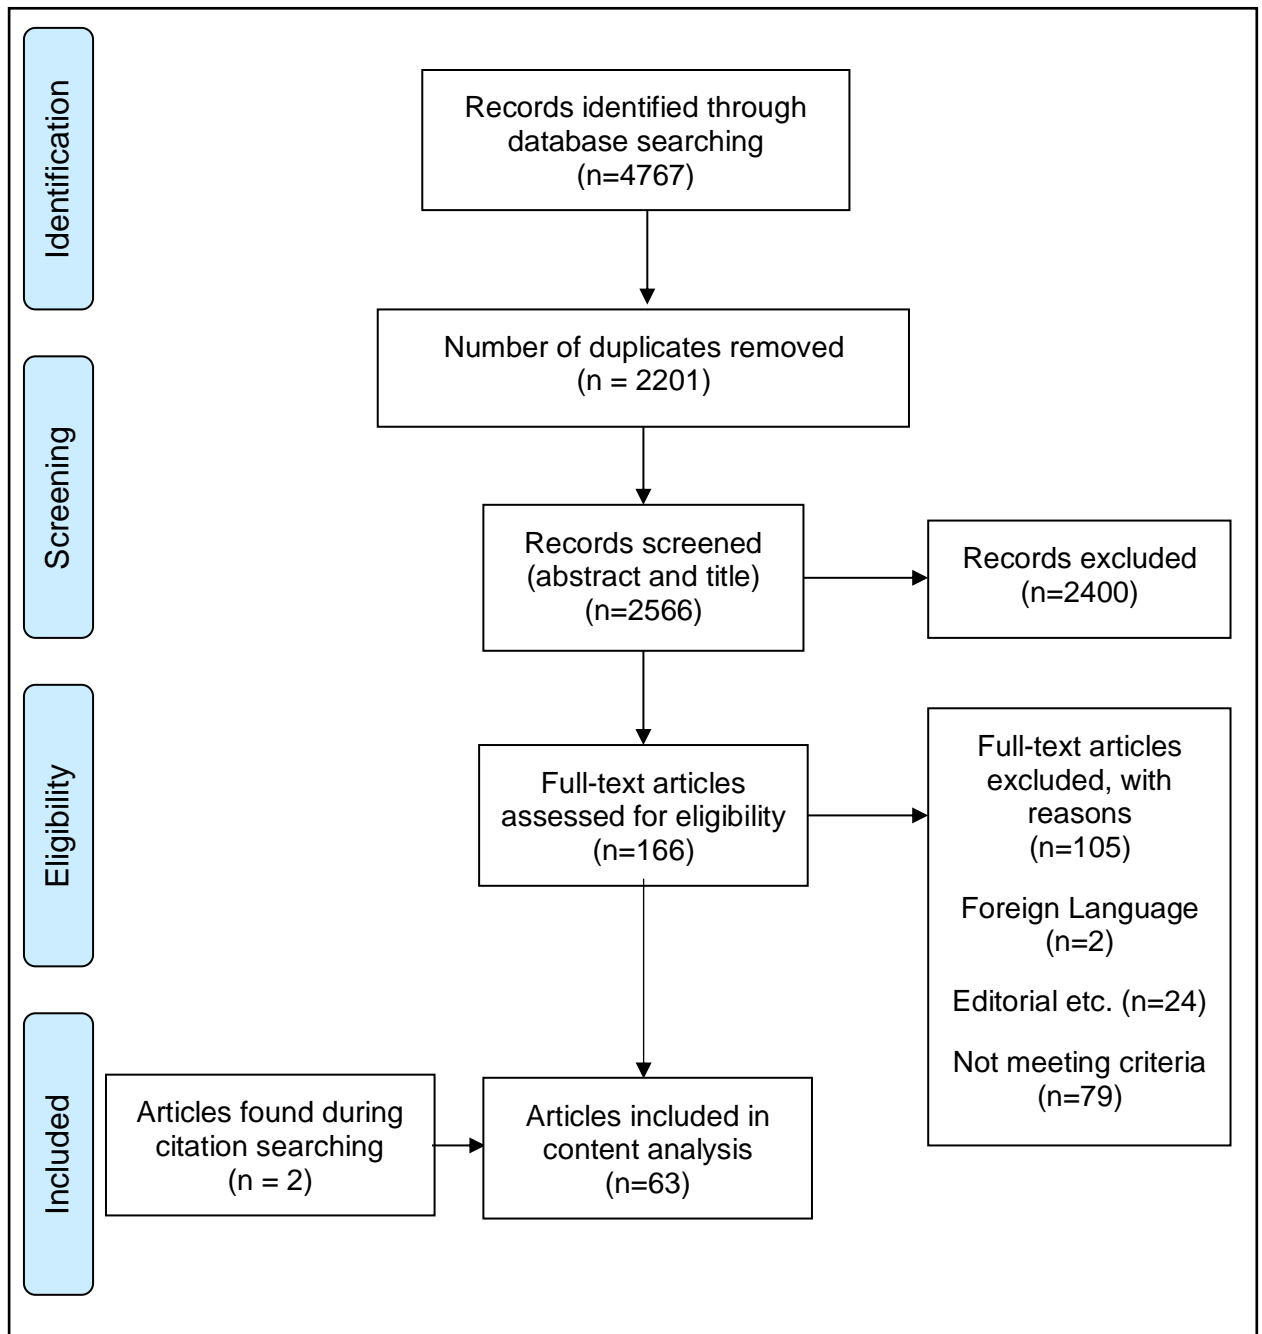 Identification
Records identified through
database searching
(n=4767)
Number of duplicates removed
(n = 2201)
Screening
Records screened
(abstract and title)
(n=2566)
Records excluded
(n=2400)
Eligibility
Full-text articles
assessed for eligibility
(n=166)
Full-text articles
excluded, with
reasons
(n=105)
Foreign Language
(n=2)
Editorial etc. (n=24)
Not meeting criteria
(n=79)
Included
Articles found during
citation searching
(n = 2)
Articles included in
content analysis
(n=63)